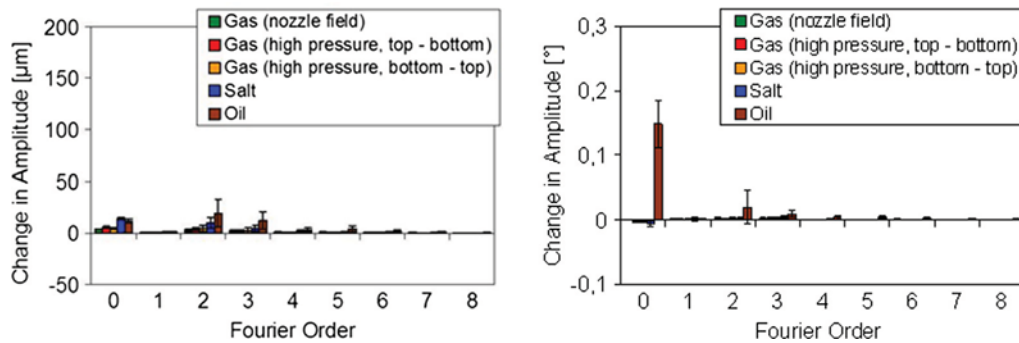 Change in Amplitude [µm]
200
150
100
50
0
-50
Gas (nozzle field)
Gas (high pressure, top - bottom)
Gas (high pressure, bottom - top)
Salt
Oil
0 1 2 3 4 5 6 7 8
Fourier Order
Change in Amplitude [°]
0,3
0,2
0,1
0
-0,1
Gas (nozzle field)
Gas (high pressure, top - bottom)
Gas (high pressure, bottom - top)
Salt
Oil
0 1 2 3 4 5 6 7 8
Fourier Order